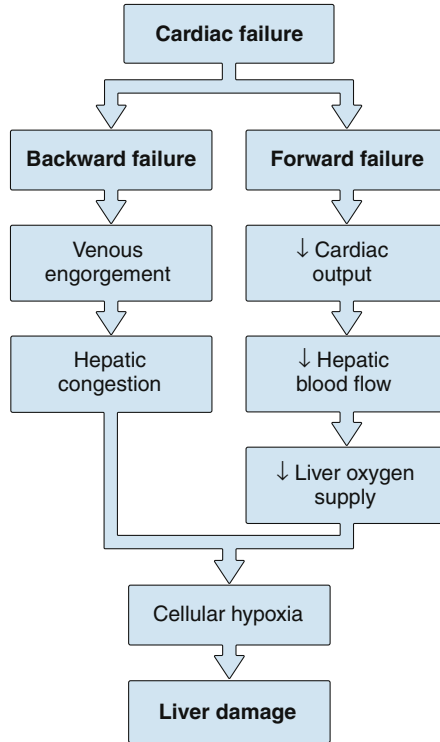 Cardiac failure
Backward failure
Forward failure
Venous
engorgement
↓ Cardiac
output
Hepatic
congestion
↓ Hepatic
blood flow
↓ Liver oxygen
supply
Cellular hypoxia
Liver damage